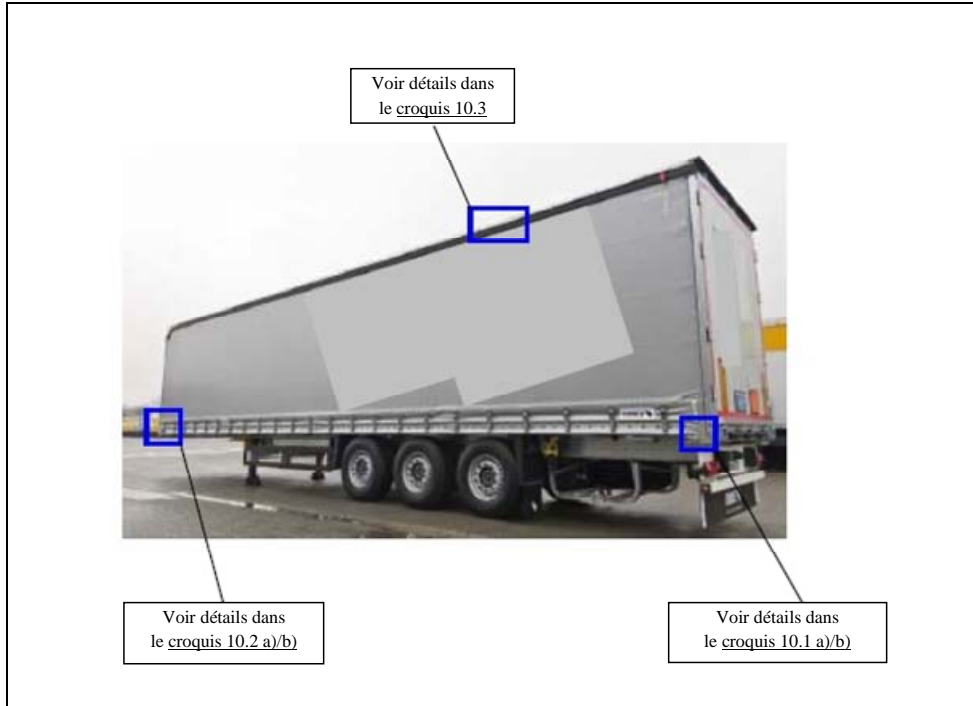 Voir détails dans
le croquis 10.3
Voir détails dans
le croquis 10.2 a)/b)
Voir détails dans
le croquis 10.1 a)/b)